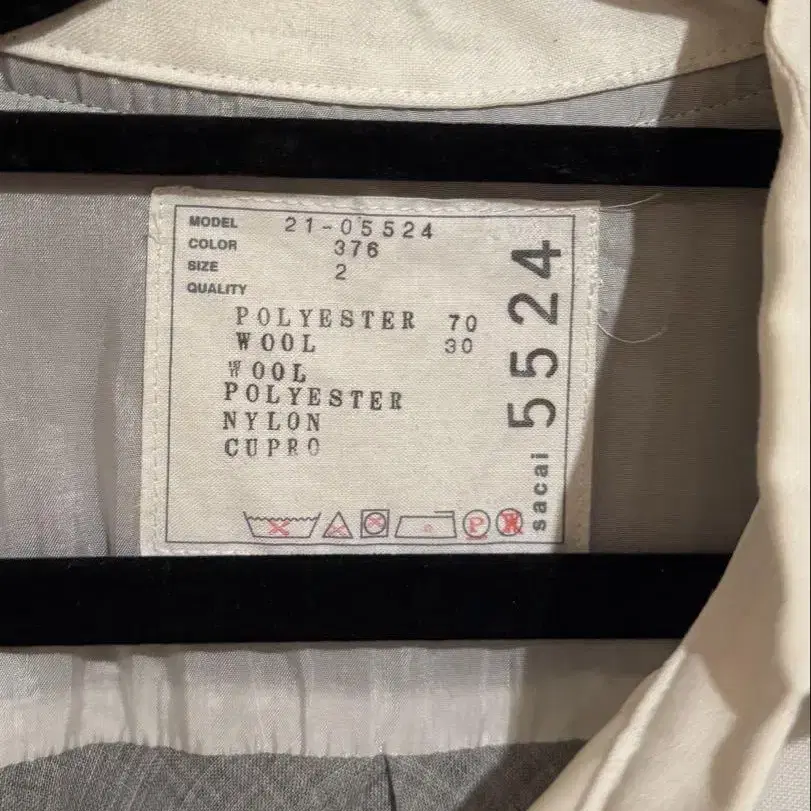 MODEL 21-05524
COLOR 376
SIZE 2
QUALITY
POLYESTER 70
WOOL 30
WOOL
POLYESTER
NYLON
CUPRO
P W
sacai 5524